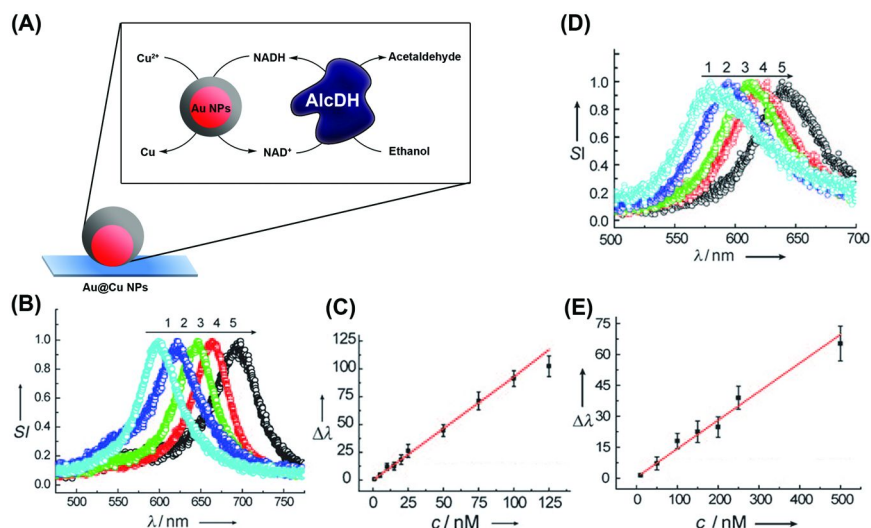 (A)
Cu²⁺
NADH
Acetaldehyde
Au NPs
AlcDH
Cu
NAD⁺
Ethanol
Au@Cu NPs
(D)
1 2 3 4 5
1.0
0.8
0.6
0.4
0.2
0.0
SI
500 550 600 650 700
λ / nm
(B)
1 2 3 4 5
1.0
0.8
0.6
0.4
0.2
0.0
SI
500 550 600 650 700 750
λ / nm
(C)
125
100
75
50
25
0
Δλ
0 25 50 75 100 125
c / nM
(E)
75
60
45
30
15
0
Δλ
0 100 200 300 400 500
c / nM